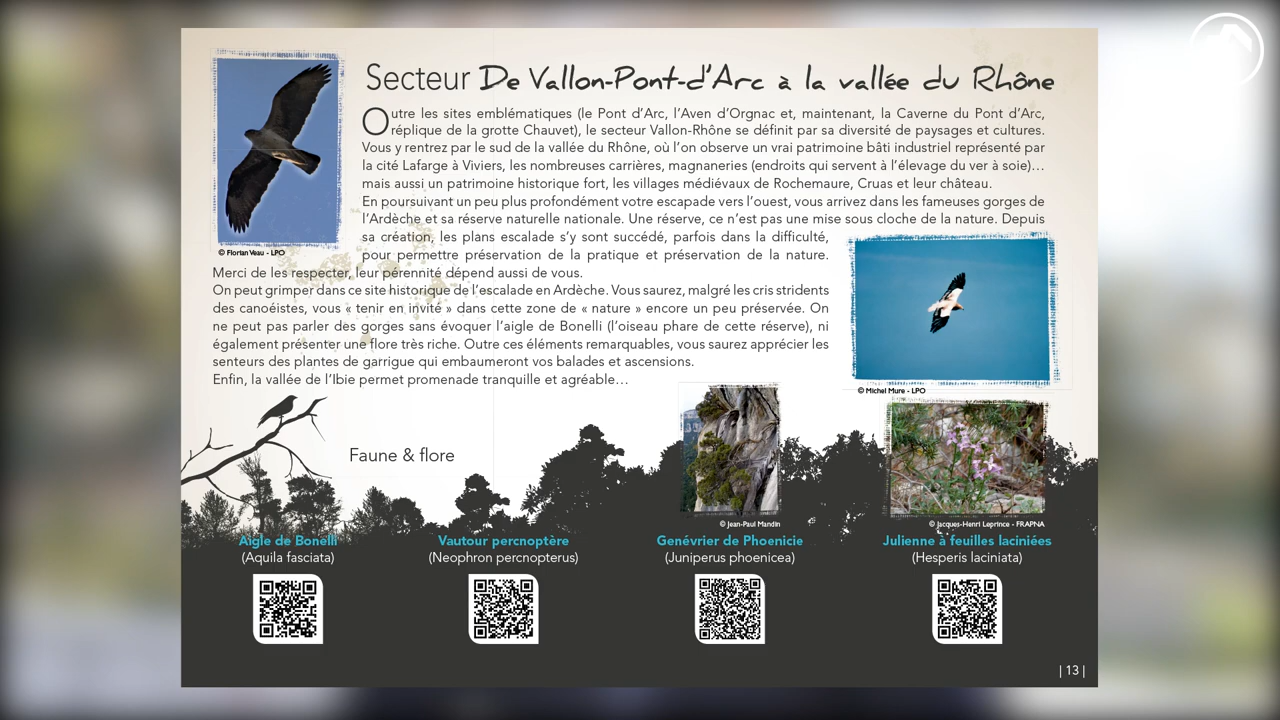 Secteur De Vallon-Pont-d'Arc à la vallée du Rhône
Outre les sites emblématiques (le Pont d'Arc, l'Aven d'Orgnac et, maintenant, la Caverne du Pont d'Arc,
réplique de la grotte Chauvet), le secteur Vallon-Rhône se définit par sa diversité de paysages et cultures.
Vous y rentrez par le sud de la vallée du Rhône, où l'on observe un vrai patrimoine bâti industriel représenté par
la cité Lafarge à Viviers, les nombreuses carrières, magnaneries (endroits qui servent à l'élevage du ver à soie)...
mais aussi un patrimoine historique fort, les villages médiévaux de Rochemaure, Cruas et leur château.
En poursuivant un peu plus profondément votre escapade vers l'ouest, vous arrivez dans les fameuses gorges de
l'Ardèche et sa réserve naturelle nationale. Une réserve, ce n'est pas une mise sous cloche de la nature. Depuis
sa création, les plans escalade s'y sont succédé, parfois dans la difficulté,
pour permettre préservation de la pratique et préservation de la nature.
© Florian Veau - LPO
Merci de les respecter, leur pérennité dépend aussi de vous.
On peut grimper dans ce site historique de l'escalade en Ardèche. Vous saurez, malgré les cris stridents
des canoéistes, vous « tenir en invité » dans cette zone de « nature » encore un peu préservée. On
ne peut pas parler des gorges sans évoquer l'aigle de Bonelli (l'oiseau phare de cette réserve), ni
également présenter une flore très riche. Outre ces éléments remarquables, vous saurez apprécier les
senteurs des plantes de garrigue qui embaumeront vos balades et ascensions.
Enfin, la vallée de l'Ibie permet promenade tranquille et agréable...
© Michel Mure - LPO
Faune & flore
© Jean-Paul Mandin
© Jacques-Henri Leprince - FRAPNA
Aigle de Bonelli
(Aquila fasciata)
Vautour percnoptère
(Neophron percnopterus)
Genévrier de Phoenicie
(Juniperus phoenicea)
Julienne à feuilles laciniées
(Hesperis laciniata)
| 13 |